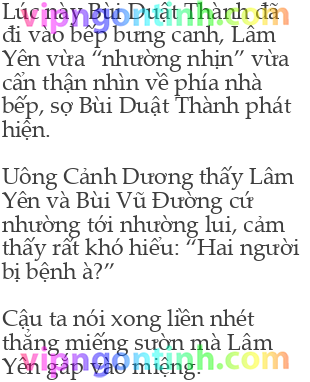 Lúc này Bùi Duật Thành đã
đi vào bếp bưng canh, Lâm
Yên vừa “nhường nhịn” vừa
cẩn thận nhìn về phía nhà
bếp, sợ Bùi Duật Thành phát
hiện.
Uông Cảnh Dương thấy Lâm
Yên và Bùi Vũ Đường cứ
nhường tới nhường lui, cảm
thấy rất khó hiểu: “Hai người
bị bệnh à?”
Cậu ta nói xong liền nhét
thẳng miếng sườn mà Lâm
Yên gắp vào miệng.
vipngontinh.com
vipngontinh.com